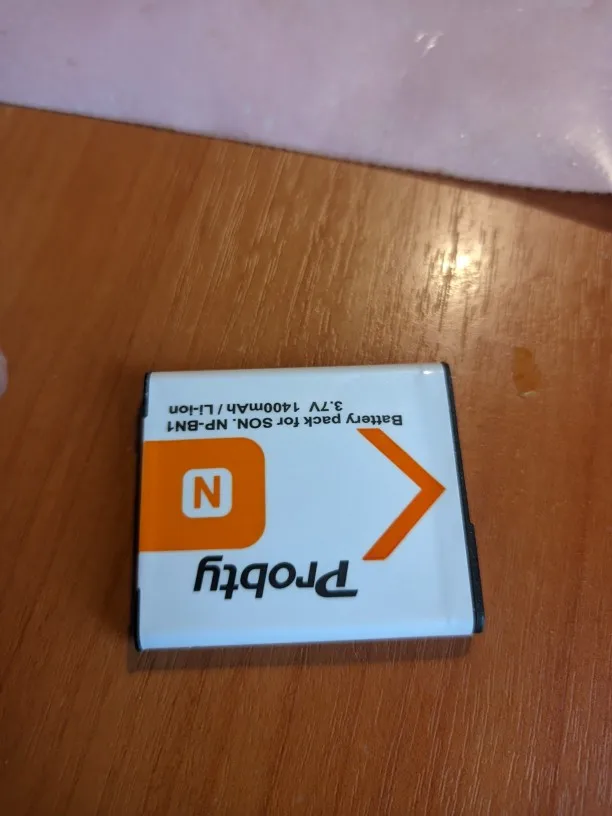 Probty
N
Battery pack for SON. NP-BN1
3.7V 1400mAh / Li-ion